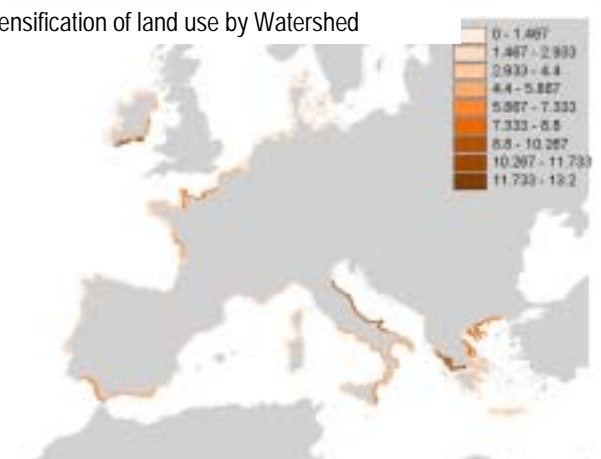 ensification of land use by Watershed
0 - 1.467
1.467 - 2.933
2.933 - 4.4
4.4 - 5.867
5.867 - 7.333
7.333 - 8.8
8.8 - 10.267
10.267 - 11.733
11.733 - 13.2